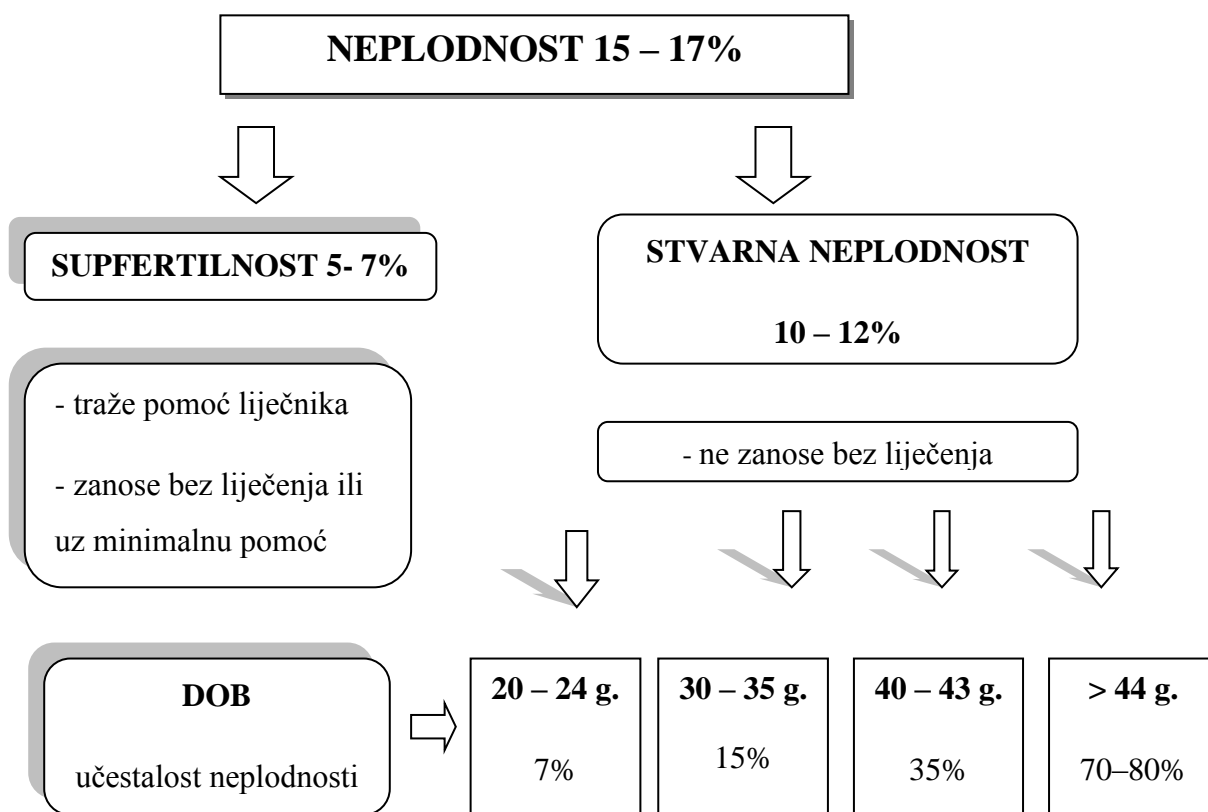 NEPLODNOST 15 – 17%
SUPFERTILNOST 5- 7%
STVARNA NEPLODNOST
10 – 12%
- traže pomoć liječnika
- zanose bez liječenja ili
uz minimalnu pomoć
- ne zanose bez liječenja
DOB
učestalost neplodnosti
20 – 24 g.
7%
30 – 35 g.
15%
40 – 43 g.
35%
> 44 g.
70–80%